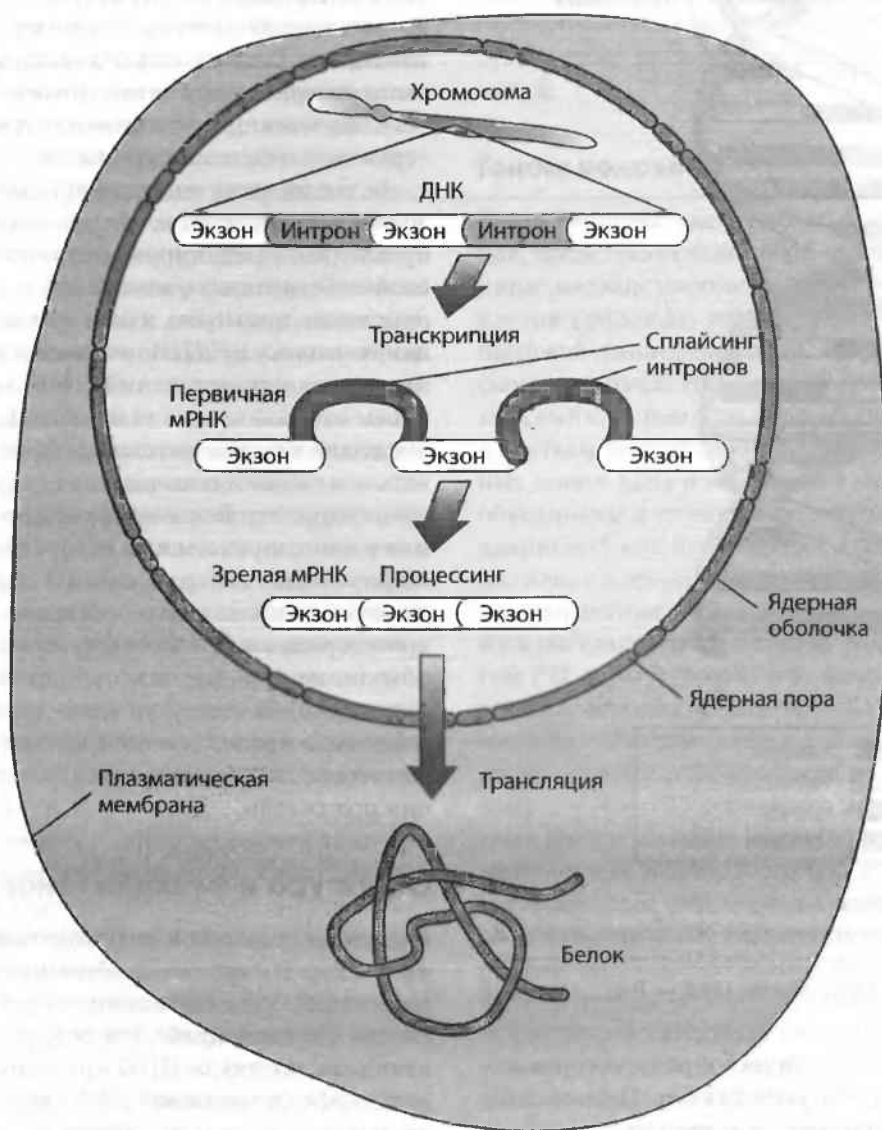 Хромосома
ДНК
Экзон Интрон Экзон Интрон Экзон
Транскрипция
Сплайсинг
интронов
Первичная
мРНК
Экзон Экзон Экзон
Зрелая мРНК Процессинг
Экзон Экзон Экзон
Ядерная
оболочка
Ядерная пора
Плазматическая
мембрана
Трансляция
Белок